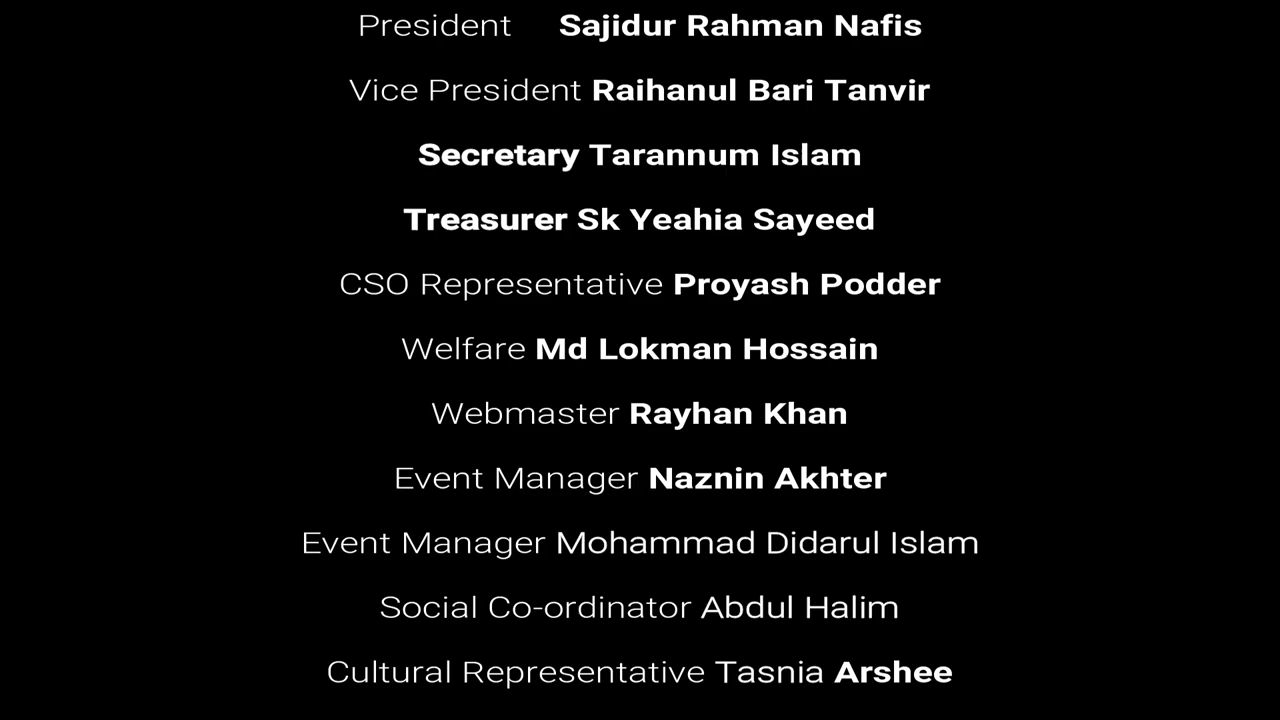 President Sajidur Rahman Nafis
Vice President Raihanul Bari Tanvir
Secretary Tarannum Islam
Treasurer Sk Yeahia Sayeed
CSO Representative Proyash Podder
Welfare Md Lokman Hossain
Webmaster Rayhan Khan
Event Manager Naznin Akhter
Event Manager Mohammad Didarul Islam
Social Co-ordinator Abdul Halim
Cultural Representative Tasnia Arshee